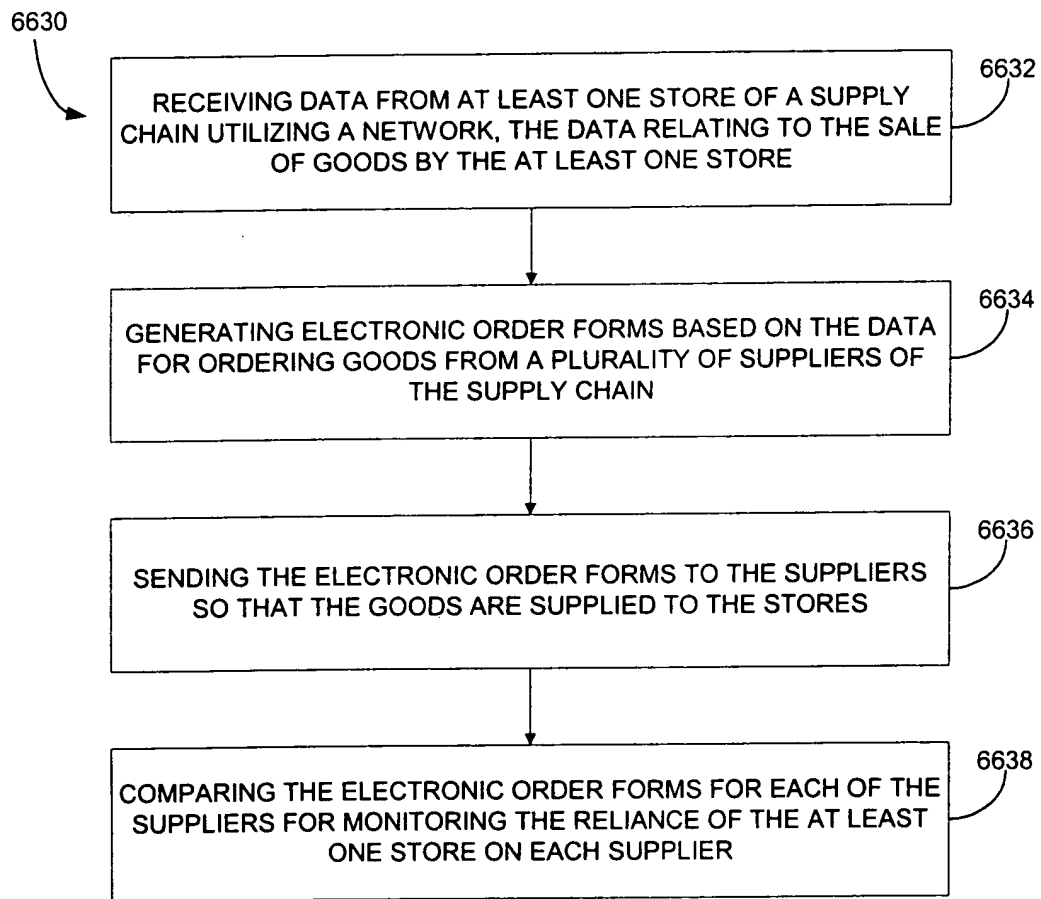 6630
6632
RECEIVING DATA FROM AT LEAST ONE STORE OF A SUPPLY
CHAIN UTILIZING A NETWORK, THE DATA RELATING TO THE SALE
OF GOODS BY THE AT LEAST ONE STORE
6634
GENERATING ELECTRONIC ORDER FORMS BASED ON THE DATA
FOR ORDERING GOODS FROM A PLURALITY OF SUPPLIERS OF
THE SUPPLY CHAIN
6636
SENDING THE ELECTRONIC ORDER FORMS TO THE SUPPLIERS
SO THAT THE GOODS ARE SUPPLIED TO THE STORES
6638
COMPARING THE ELECTRONIC ORDER FORMS FOR EACH OF THE
SUPPLIERS FOR MONITORING THE RELIANCE OF THE AT LEAST
ONE STORE ON EACH SUPPLIER